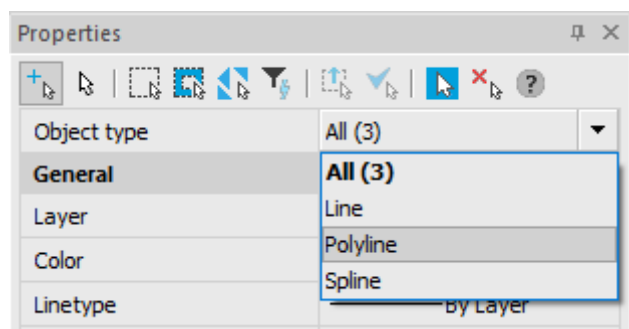 Properties
?
Object type All (3)
General All (3)
Layer Line
Color Polyline
Spline
Linetype By Layer